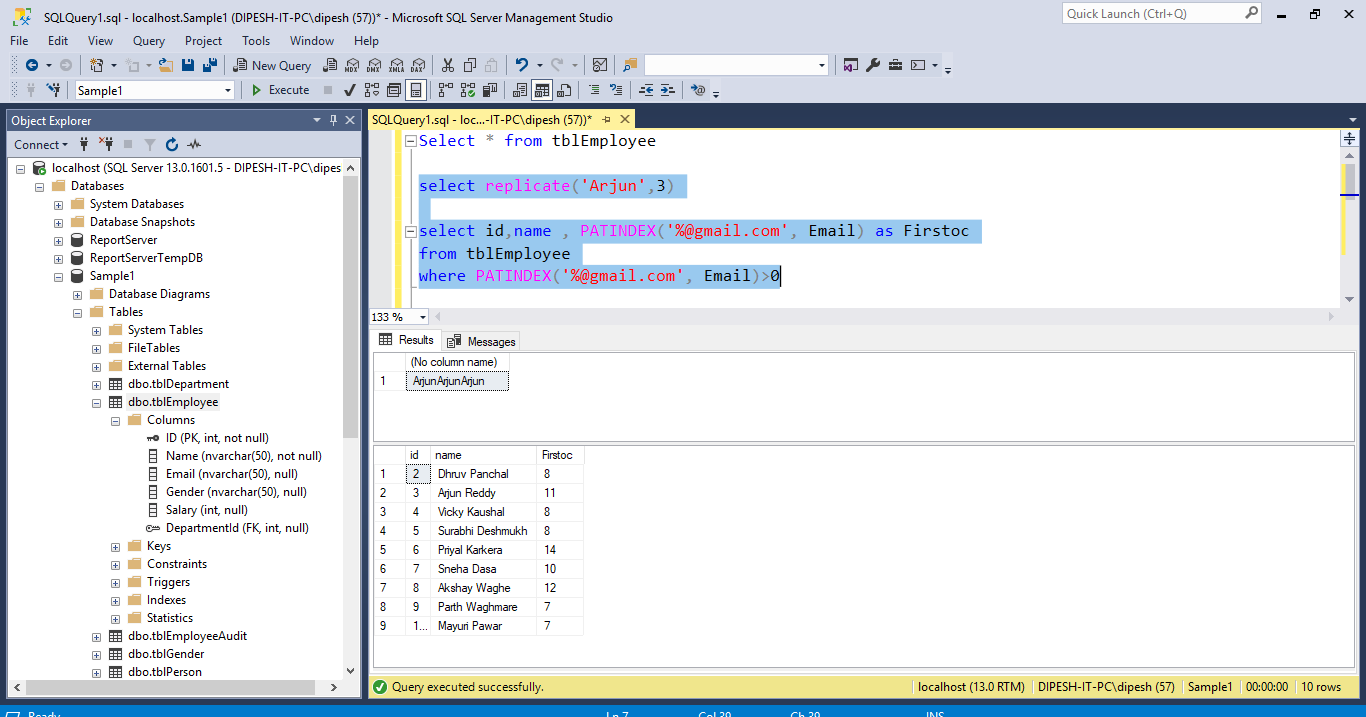 SQLQuery1.sql - localhost.Sample1 (DIPESH-IT-PC\dipesh (57))* - Microsoft SQL Server Management Studio
Quick Launch (Ctrl+Q)
File Edit View Query Project Tools Window Help
New Query MDX DMX XMLA DAX
Sample1 Execute
Object Explorer
Connect
localhost (SQL Server 13.0.1601.5 - DIPESH-IT-PC\dipes
Databases
System Databases
Database Snapshots
ReportServer
ReportServerTempDB
Sample1
Database Diagrams
Tables
System Tables
FileTables
External Tables
dbo.tblDepartment
dbo.tblEmployee
Columns
ID (PK, int, not null)
Name (nvarchar(50), not null)
Email (nvarchar(50), null)
Gender (nvarchar(50), null)
Salary (int, null)
DepartmentId (FK, int, null)
Keys
Constraints
Triggers
Indexes
Statistics
dbo.tblEmployeeAudit
dbo.tblGender
dbo.tblPerson
SQLQuery1.sql - loc...-IT-PC\dipesh (57))*
Select * from tblEmployee
select replicate('Arjun',3)
select id,name , PATINDEX('%@gmail.com', Email) as Firstoc
from tblEmployee
where PATINDEX('%@gmail.com', Email)>0
133 %
Results Messages
(No column name)
1 ArjunArjunArjun
id name Firstoc
1 2 Dhruv Panchal 8
2 3 Arjun Reddy 11
3 4 Vicky Kaushal 8
4 5 Surabhi Deshmukh 8
5 6 Priyal Karkera 14
6 7 Sneha Dasa 10
7 8 Akshay Waghe 12
8 9 Parth Waghmare 7
9 1... Mayuri Pawar 7
Query executed successfully. localhost (13.0 RTM) DIPESH-IT-PC\dipesh (57) Sample1 00:00:00 10 rows
Ready Ln 7 Col 39 Ch 39 INS